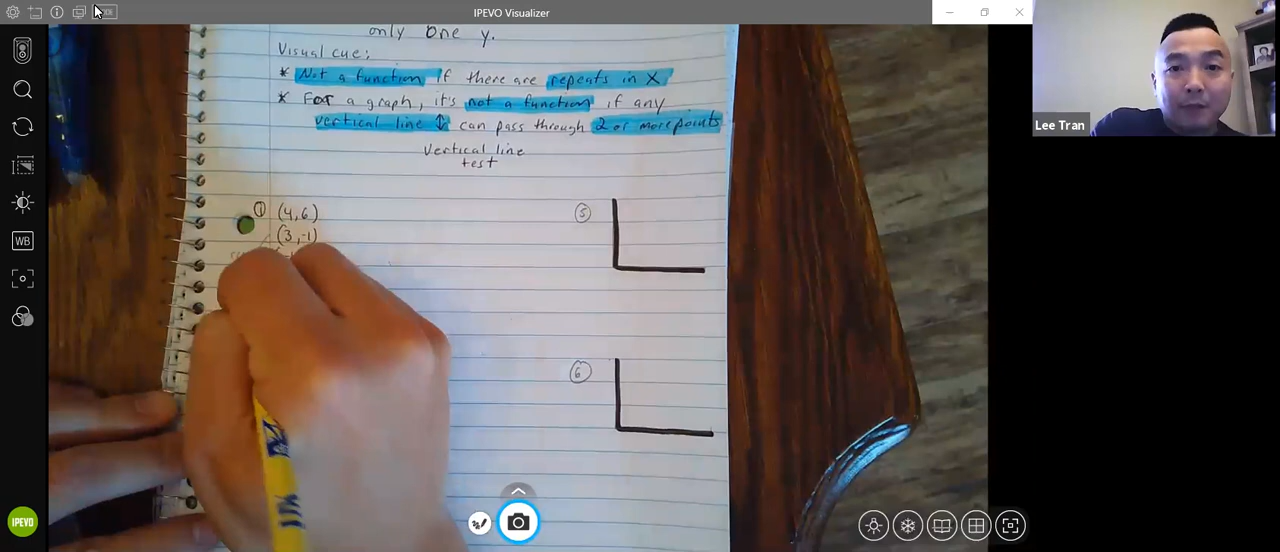 IPEVO Visualizer
only one y.
Visual cue:
* Not a function if there are repeats in X
* For a graph, it's not a function if any
vertical line ↕ can pass through 2 or more points
Vertical line
test
① (4,6)
(3,-1)
⑤
⑥
Lee Tran
WB
IPEVO